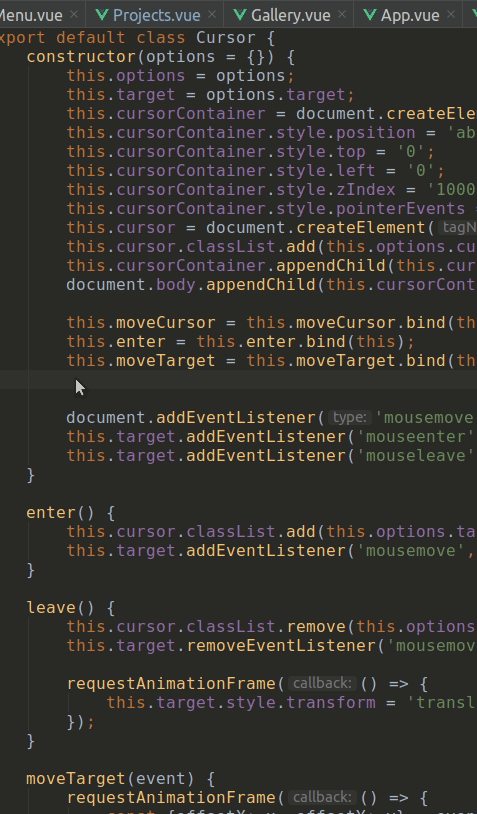 Menu.vue × Projects.vue × Gallery.vue × App.vue ×
xport default class Cursor {
constructor(options = {}) {
this.options = options;
this.target = options.target;
this.cursorContainer = document.createEle
this.cursorContainer.style.position = 'ab
this.cursorContainer.style.top = '0';
this.cursorContainer.style.left = '0';
this.cursorContainer.style.zIndex = '1000
this.cursorContainer.style.pointerEvents =
this.cursor = document.createElement( tagN
this.cursor.classList.add(this.options.cu
this.cursorContainer.appendChild(this.cur
document.body.appendChild(this.cursorCont
this.moveCursor = this.moveCursor.bind(th
this.enter = this.enter.bind(this);
this.moveTarget = this.moveTarget.bind(th
document.addEventListener( type: 'mousemove
this.target.addEventListener('mouseenter'
this.target.addEventListener('mouseleave'
}
enter() {
this.cursor.classList.add(this.options.ta
this.target.addEventListener('mousemove',
}
leave() {
this.cursor.classList.remove(this.options
this.target.removeEventListener('mousemov
requestAnimationFrame( callback: () => {
this.target.style.transform = 'transl
});
}
moveTarget(event) {
requestAnimationFrame( callback: () => {